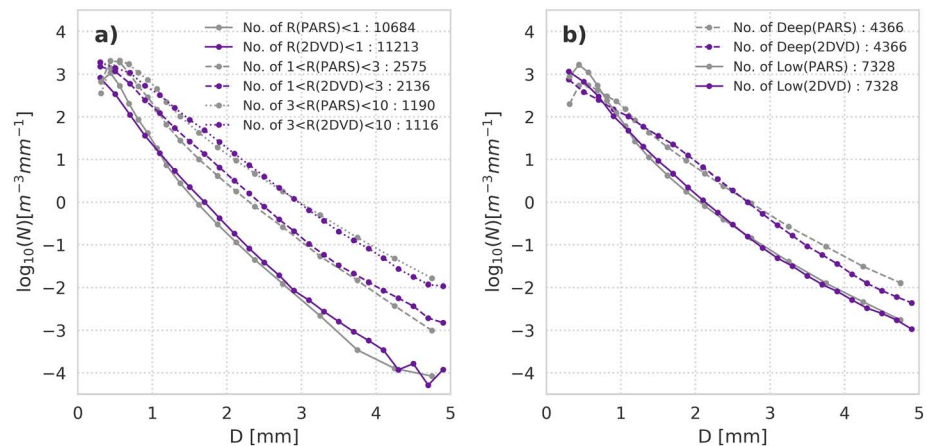 a)
No. of R(PARS)<1 : 10684
No. of R(2DVD)<1 : 11213
No. of 1<R(PARS)<3 : 2575
No. of 1<R(2DVD)<3 : 2136
No. of 3<R(PARS)<10 : 1190
No. of 3<R(2DVD)<10 : 1116
4
3
2
1
0
−1
−2
−3
−4
log₁₀(N)[m⁻³mm⁻¹]
0 1 2 3 4 5
D [mm]
b)
No. of Deep(PARS) : 4366
No. of Deep(2DVD) : 4366
No. of Low(PARS) : 7328
No. of Low(2DVD) : 7328
4
3
2
1
0
−1
−2
−3
−4
log₁₀(N)[m⁻³mm⁻¹]
0 1 2 3 4 5
D [mm]